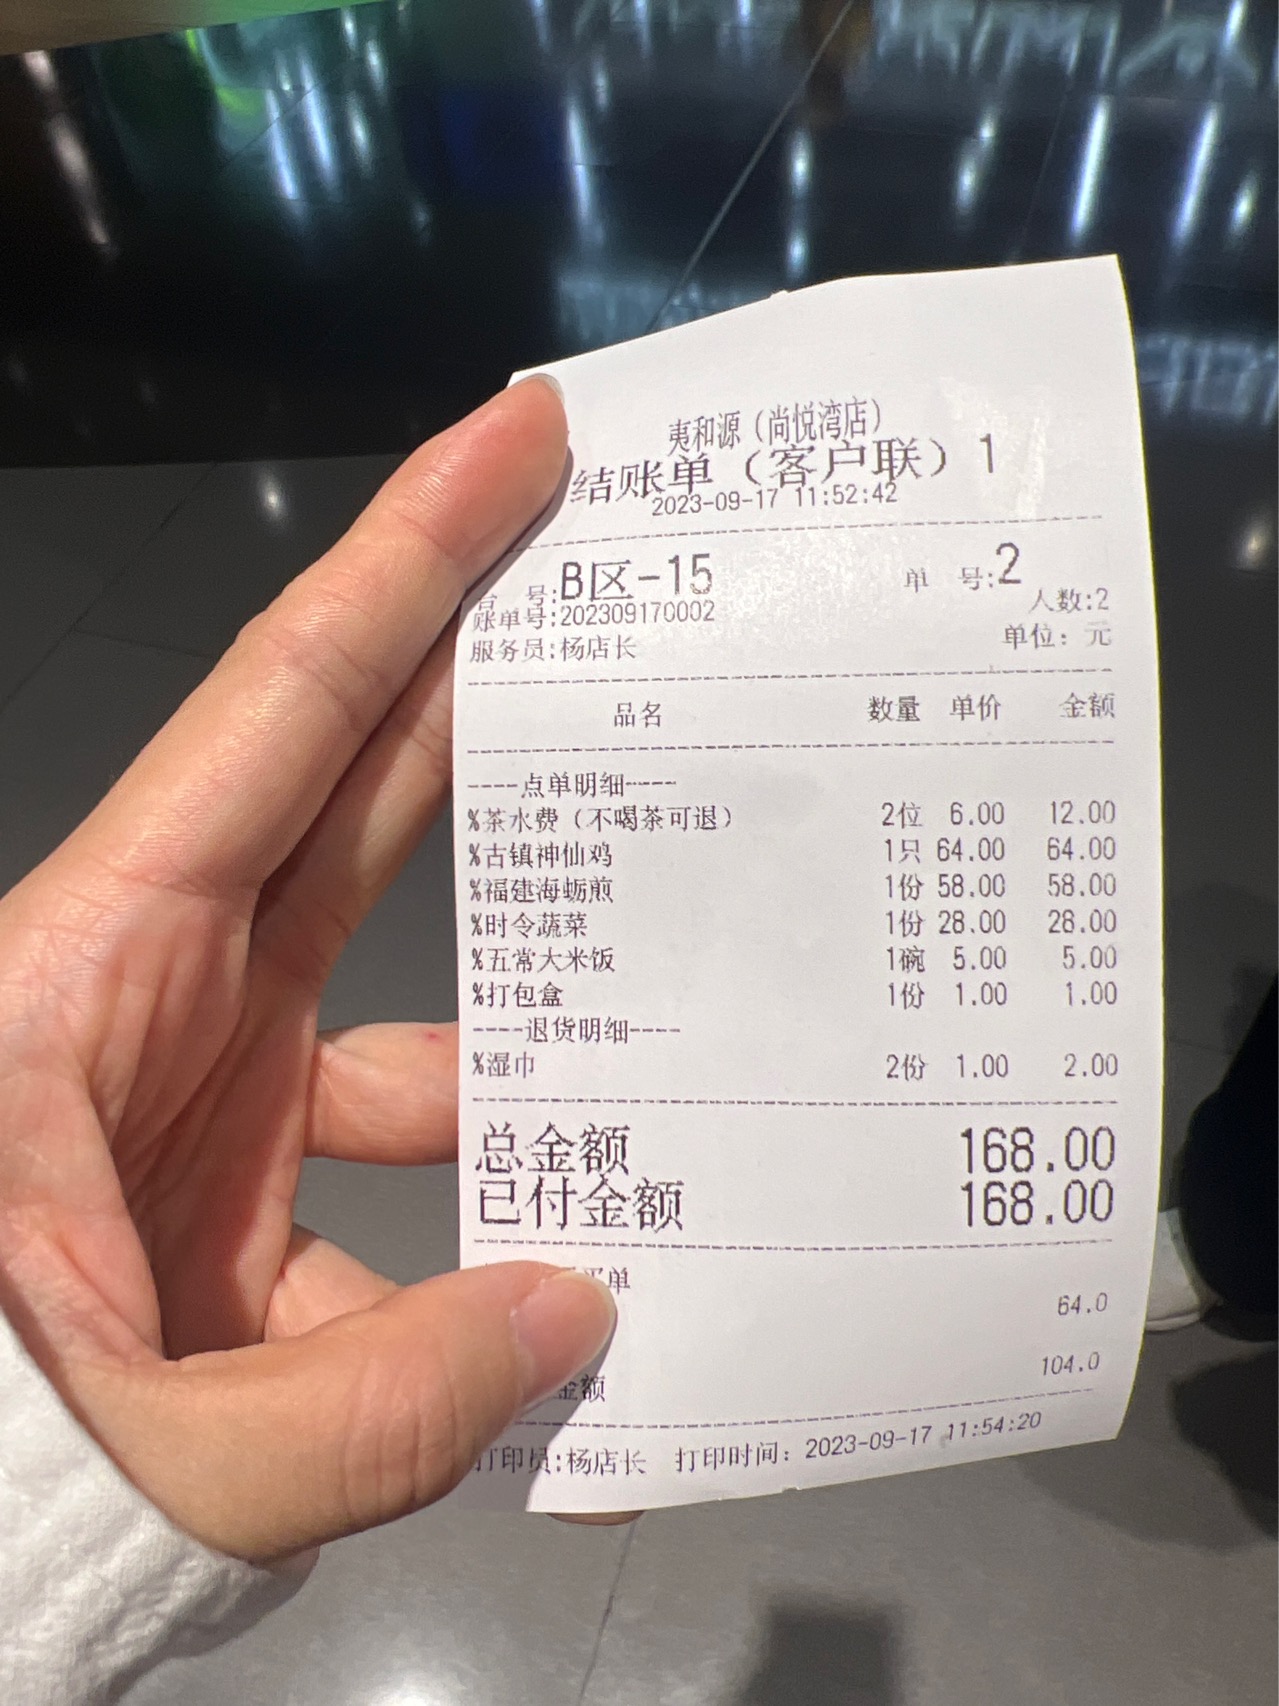 夷和源（尚悦湾店）
结账单（客户联）1
2023-09-17 11:52:42
台 号:B区-15 单 号:2
账单号:202309170002 人数:2
服务员:杨店长 单位：元
品名 数量 单价 金额
----点单明细----
%茶水费（不喝茶可退） 2位 6.00 12.00
%古镇神仙鸡 1只 64.00 64.00
%福建海蛎煎 1份 58.00 58.00
%时令蔬菜 1份 28.00 28.00
%五常大米饭 1碗 5.00 5.00
%打包盒 1份 1.00 1.00
----退货明细----
%湿巾 2份 1.00 2.00
总金额 168.00
已付金额 168.00
买单
64.0
金额 104.0
打印员:杨店长 打印时间：2023-09-17 11:54:20